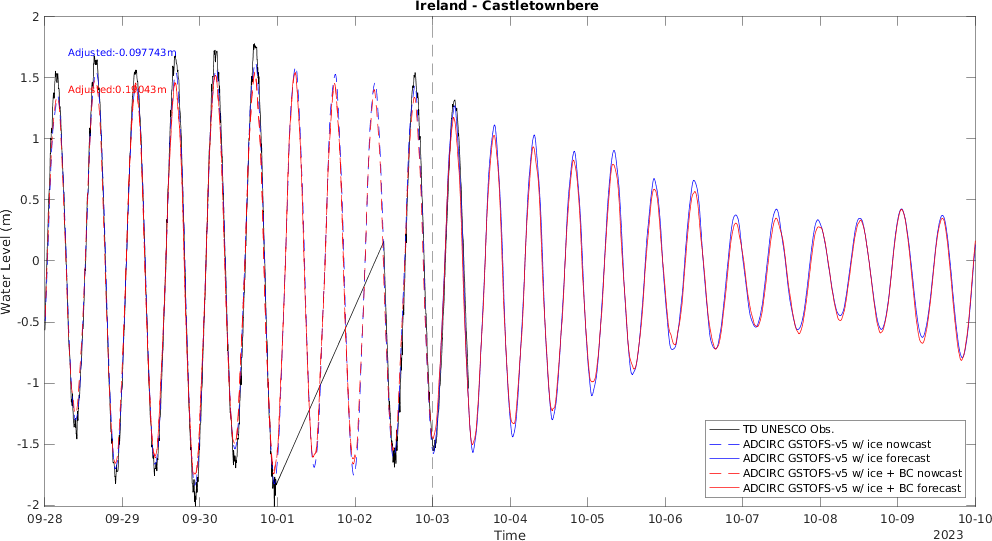 Ireland - Castletownbere
2
1.5
1
0.5
0
-0.5
-1
-1.5
-2
Water Level (m)
Adjusted:-0.097743m
Adjusted:0.19043m
TD UNESCO Obs.
ADCIRC GSTOFS-v5 w/ ice nowcast
ADCIRC GSTOFS-v5 w/ ice forecast
ADCIRC GSTOFS-v5 w/ ice + BC nowcast
ADCIRC GSTOFS-v5 w/ ice + BC forecast
09-28 09-29 09-30 10-01 10-02 10-03 10-04 10-05 10-06 10-07 10-08 10-09 10-10
Time
2023